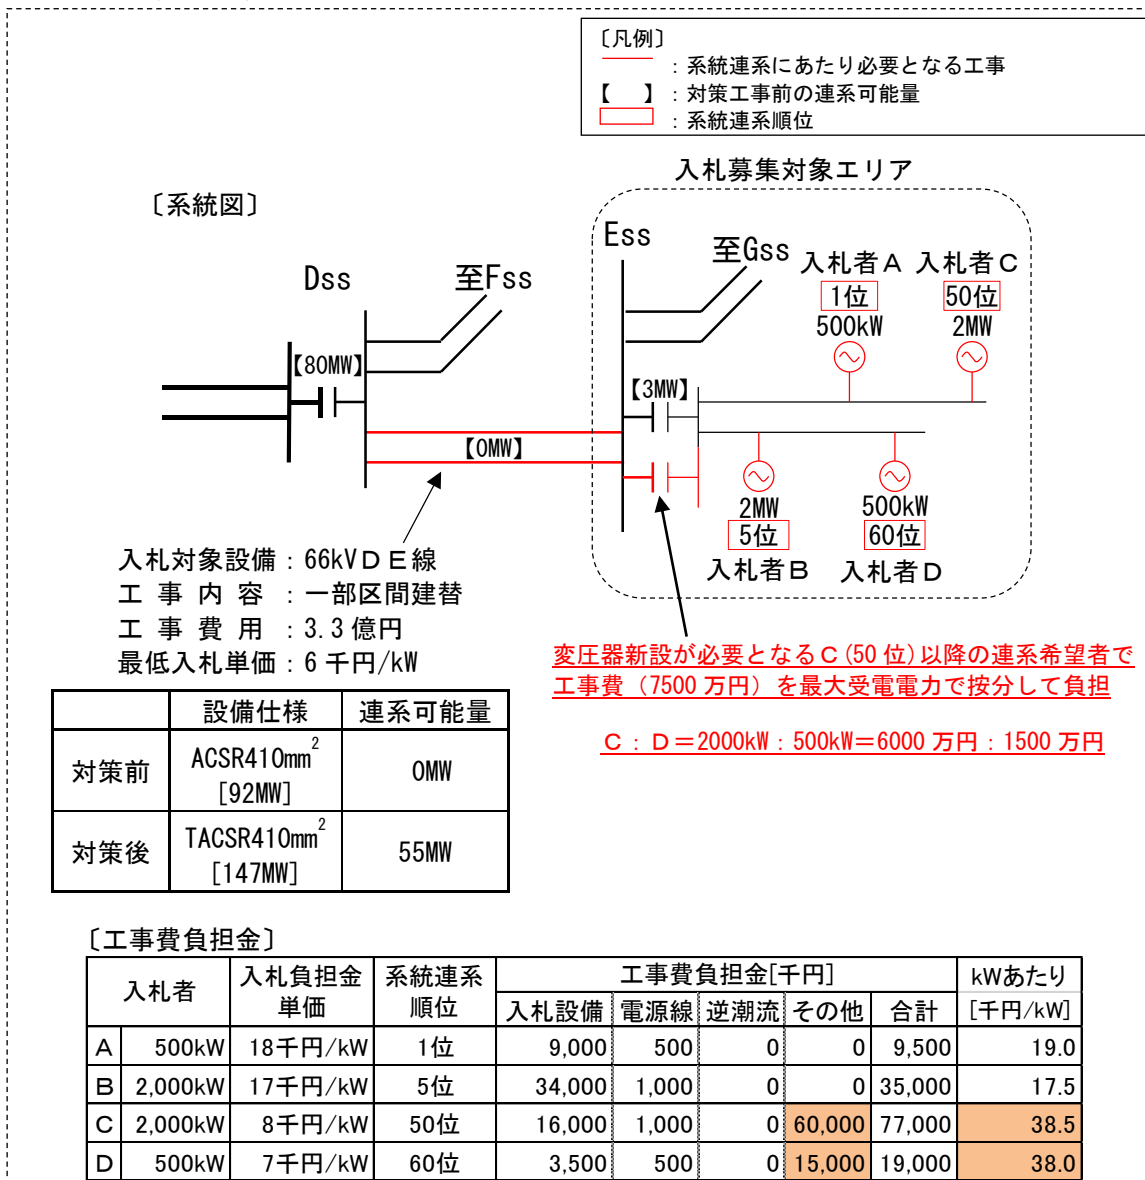 〔凡例〕
：系統連系にあたり必要となる工事
【　】：対策工事前の連系可能量
：系統連系順位
入札募集対象エリア
〔系統図〕
Ess
至Gss
入札者A 入札者C
Dss
至Fss
1位 50位
500kW 2MW
【80MW】
【3MW】
【0MW】
2MW 500kW
5位 60位
入札者B 入札者D
入札対象設備：66kVDE線
工事内容：一部区間建替
工事費用：3.3億円
最低入札単価：6千円/kW
変圧器新設が必要となるC(50位)以降の連系希望者で
工事費（7500万円）を最大受電電力で按分して負担
C：D＝2000kW：500kW＝6000万円：1500万円
設備仕様 連系可能量
対策前 ACSR410mm² [92MW] 0MW
対策後 TACSR410mm² [147MW] 55MW
〔工事費負担金〕
入札者 入札負担金単価 系統連系順位 工事費負担金[千円] kWあたり
入札設備 電源線 逆潮流 その他 合計 [千円/kW]
A 500kW 18千円/kW 1位 9,000 500 0 0 9,500 19.0
B 2,000kW 17千円/kW 5位 34,000 1,000 0 0 35,000 17.5
C 2,000kW 8千円/kW 50位 16,000 1,000 0 60,000 77,000 38.5
D 500kW 7千円/kW 60位 3,500 500 0 15,000 19,000 38.0